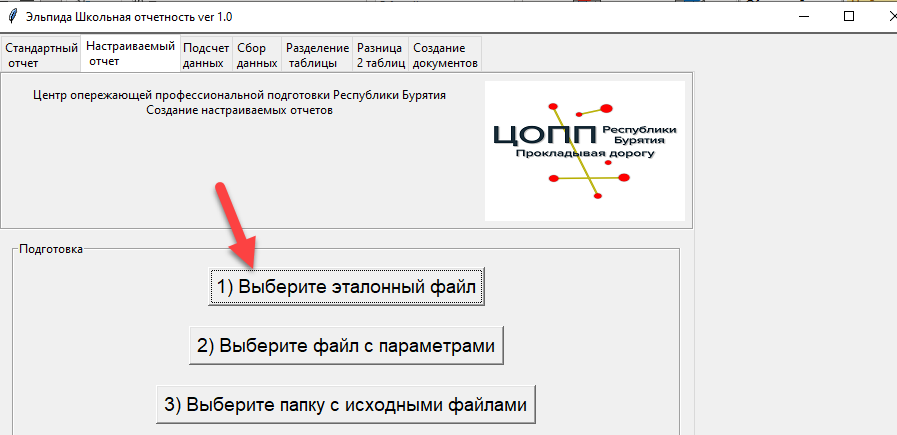 Эльпида Школьная отчетность ver 1.0
Стандартный отчет
Настраиваемый отчет
Подсчет данных
Сбор данных
Разделение таблицы
Разница 2 таблиц
Создание документов
Центр опережающей профессиональной подготовки Республики Бурятия
Создание настраиваемых отчетов
ЦОПП Республики Бурятия
Прокладывая дорогу
Подготовка
1) Выберите эталонный файл
2) Выберите файл с параметрами
3) Выберите папку с исходными файлами